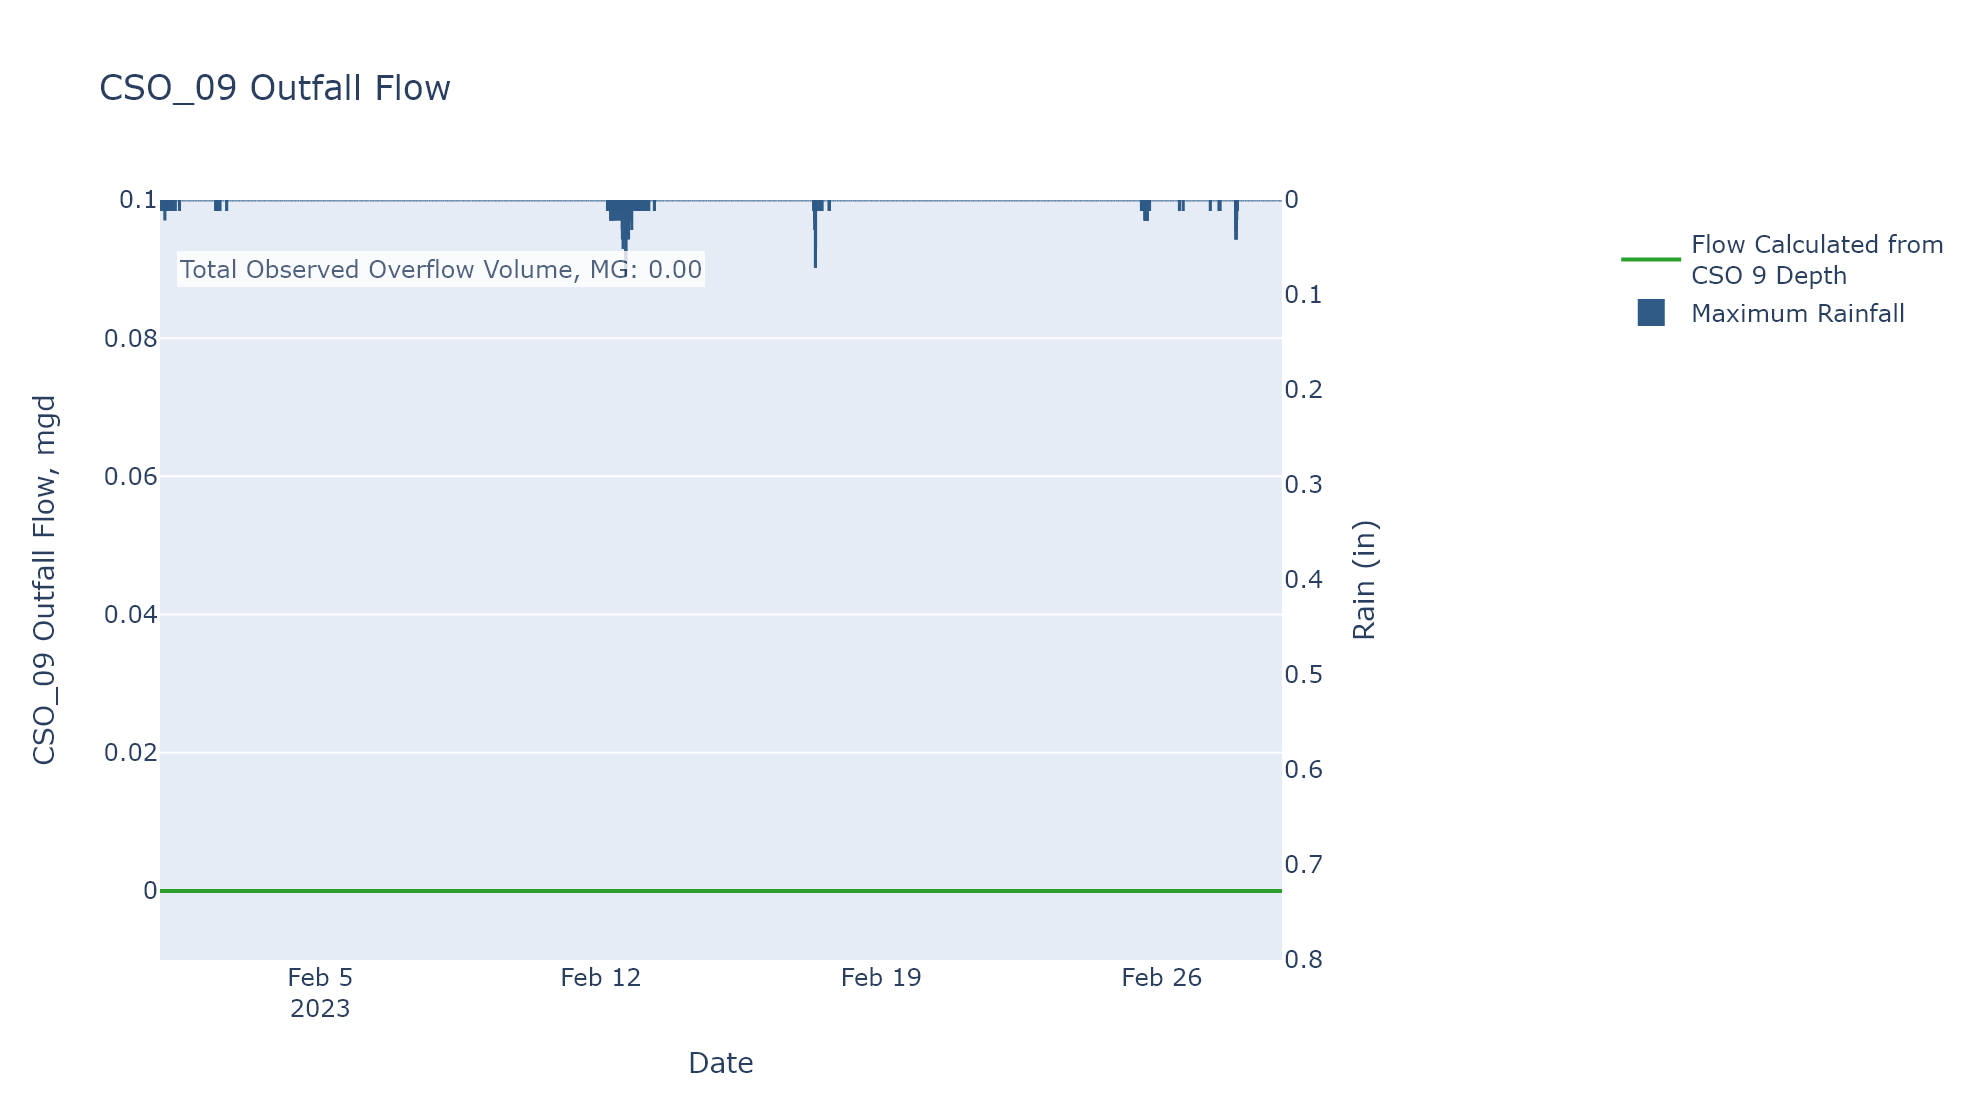 CSO_09 Outfall Flow
0.1
0.08
0.06
0.04
0.02
0
CSO_09 Outfall Flow, mgd
Total Observed Overflow Volume, MG: 0.00
0
0.1
0.2
0.3
0.4
0.5
0.6
0.7
0.8
Rain (in)
Feb 5
2023
Feb 12
Feb 19
Feb 26
Date
Flow Calculated from
CSO 9 Depth
Maximum Rainfall